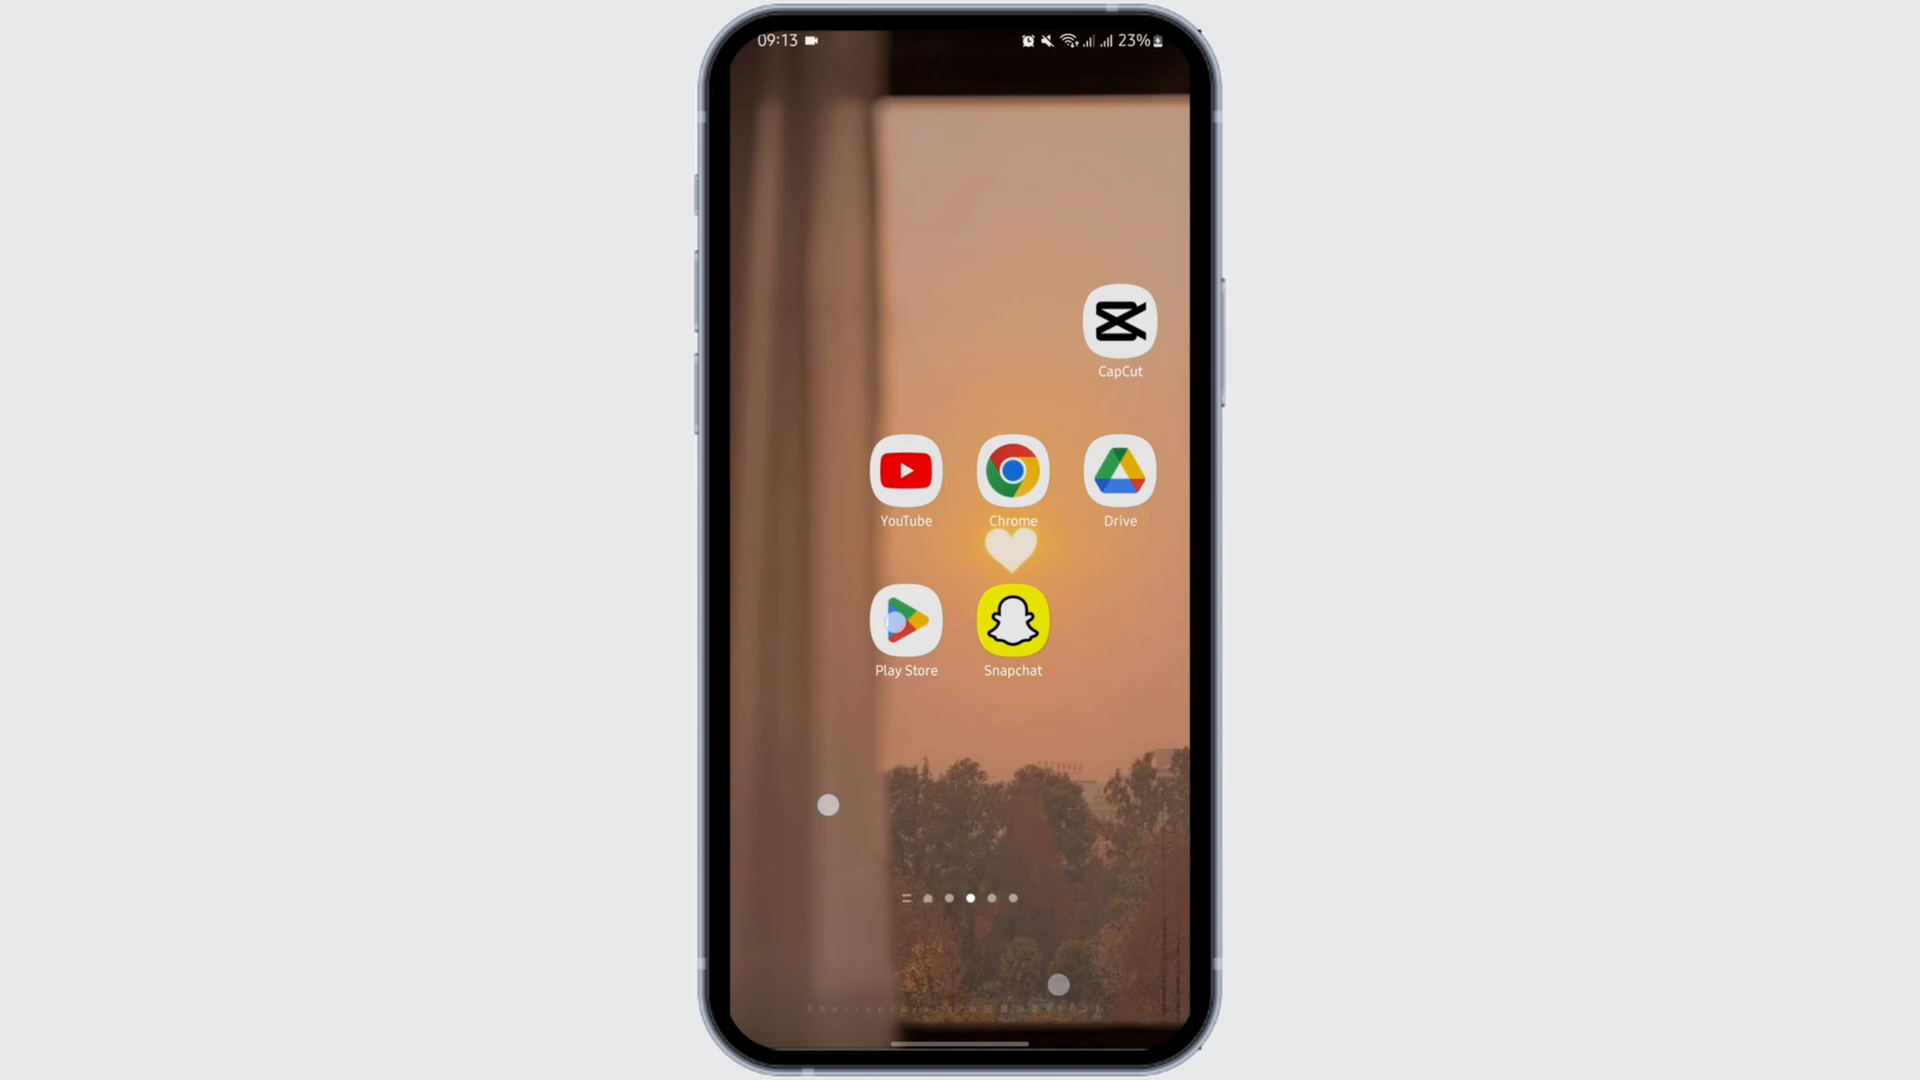 09:13
23%
CapCut
YouTube
Chrome
Drive
Play Store
Snapchat